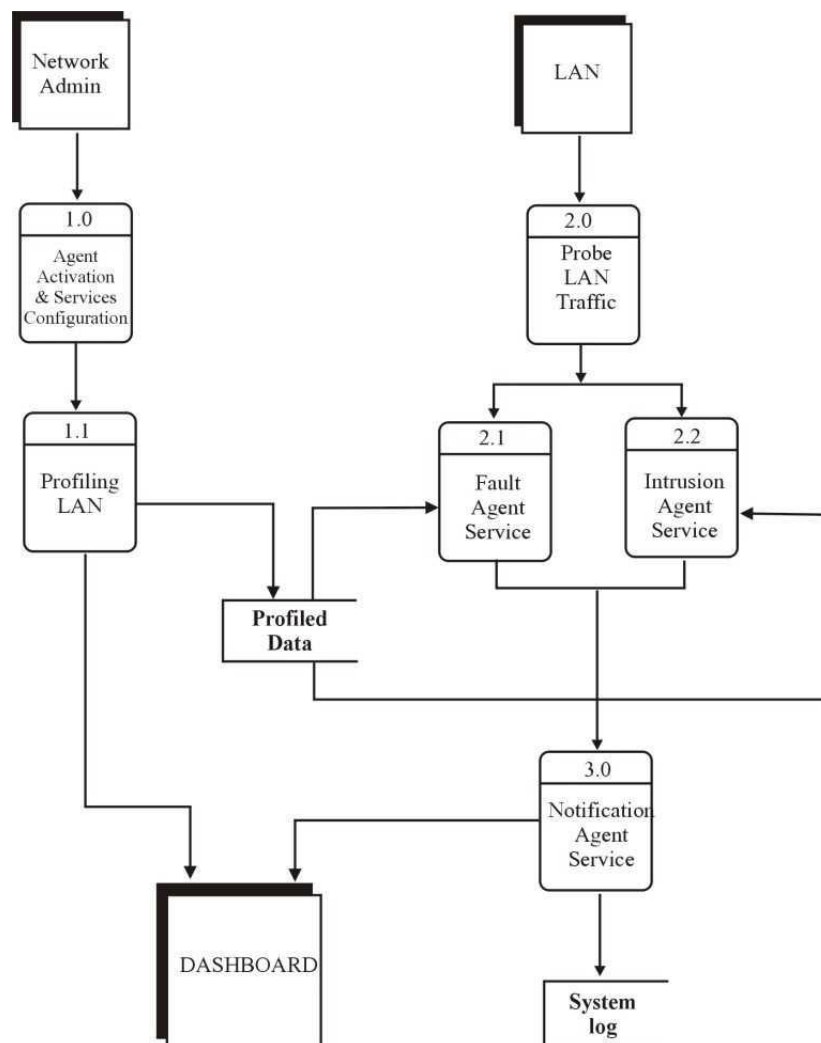 Network
Admin
LAN
1.0
Agent
Activation
& Services
Configuration
2.0
Probe
LAN
Traffic
1.1
Profiling
LAN
2.1
Fault
Agent
Service
2.2
Intrusion
Agent
Service
Profiled
Data
3.0
Notification
Agent
Service
DASHBOARD
System
log